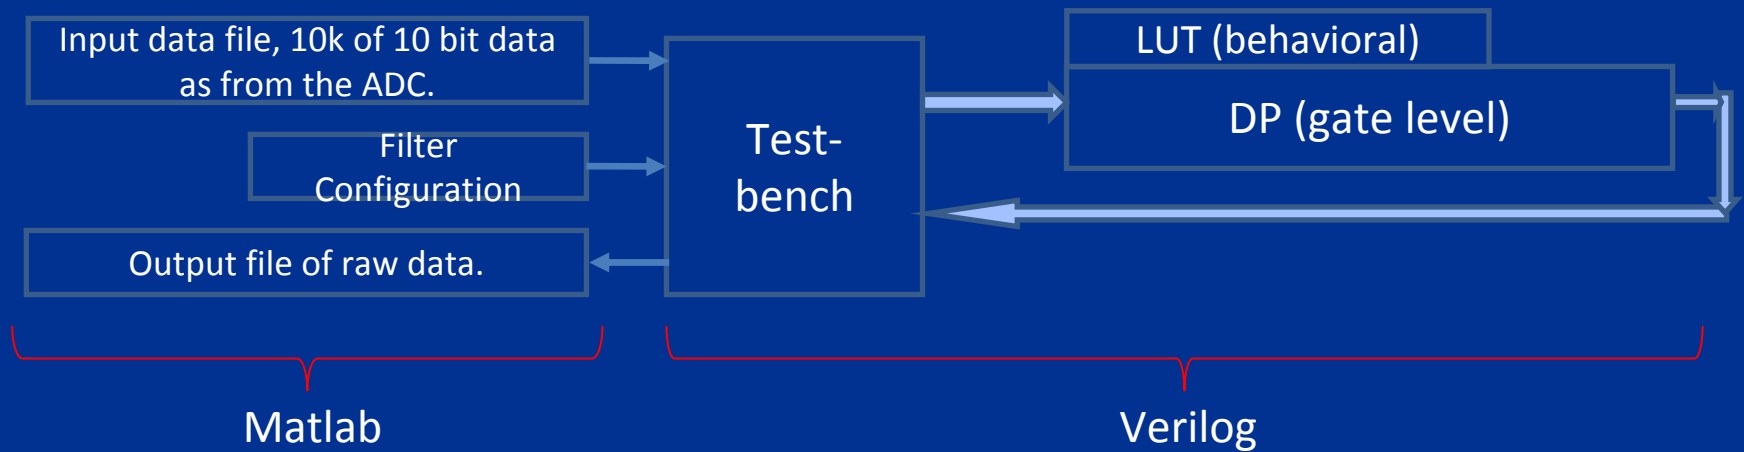 Input data file, 10k of 10 bit data
as from the ADC.
Filter
Configuration
Output file of raw data.
Test-
bench
LUT (behavioral)
DP (gate level)
Matlab
Verilog